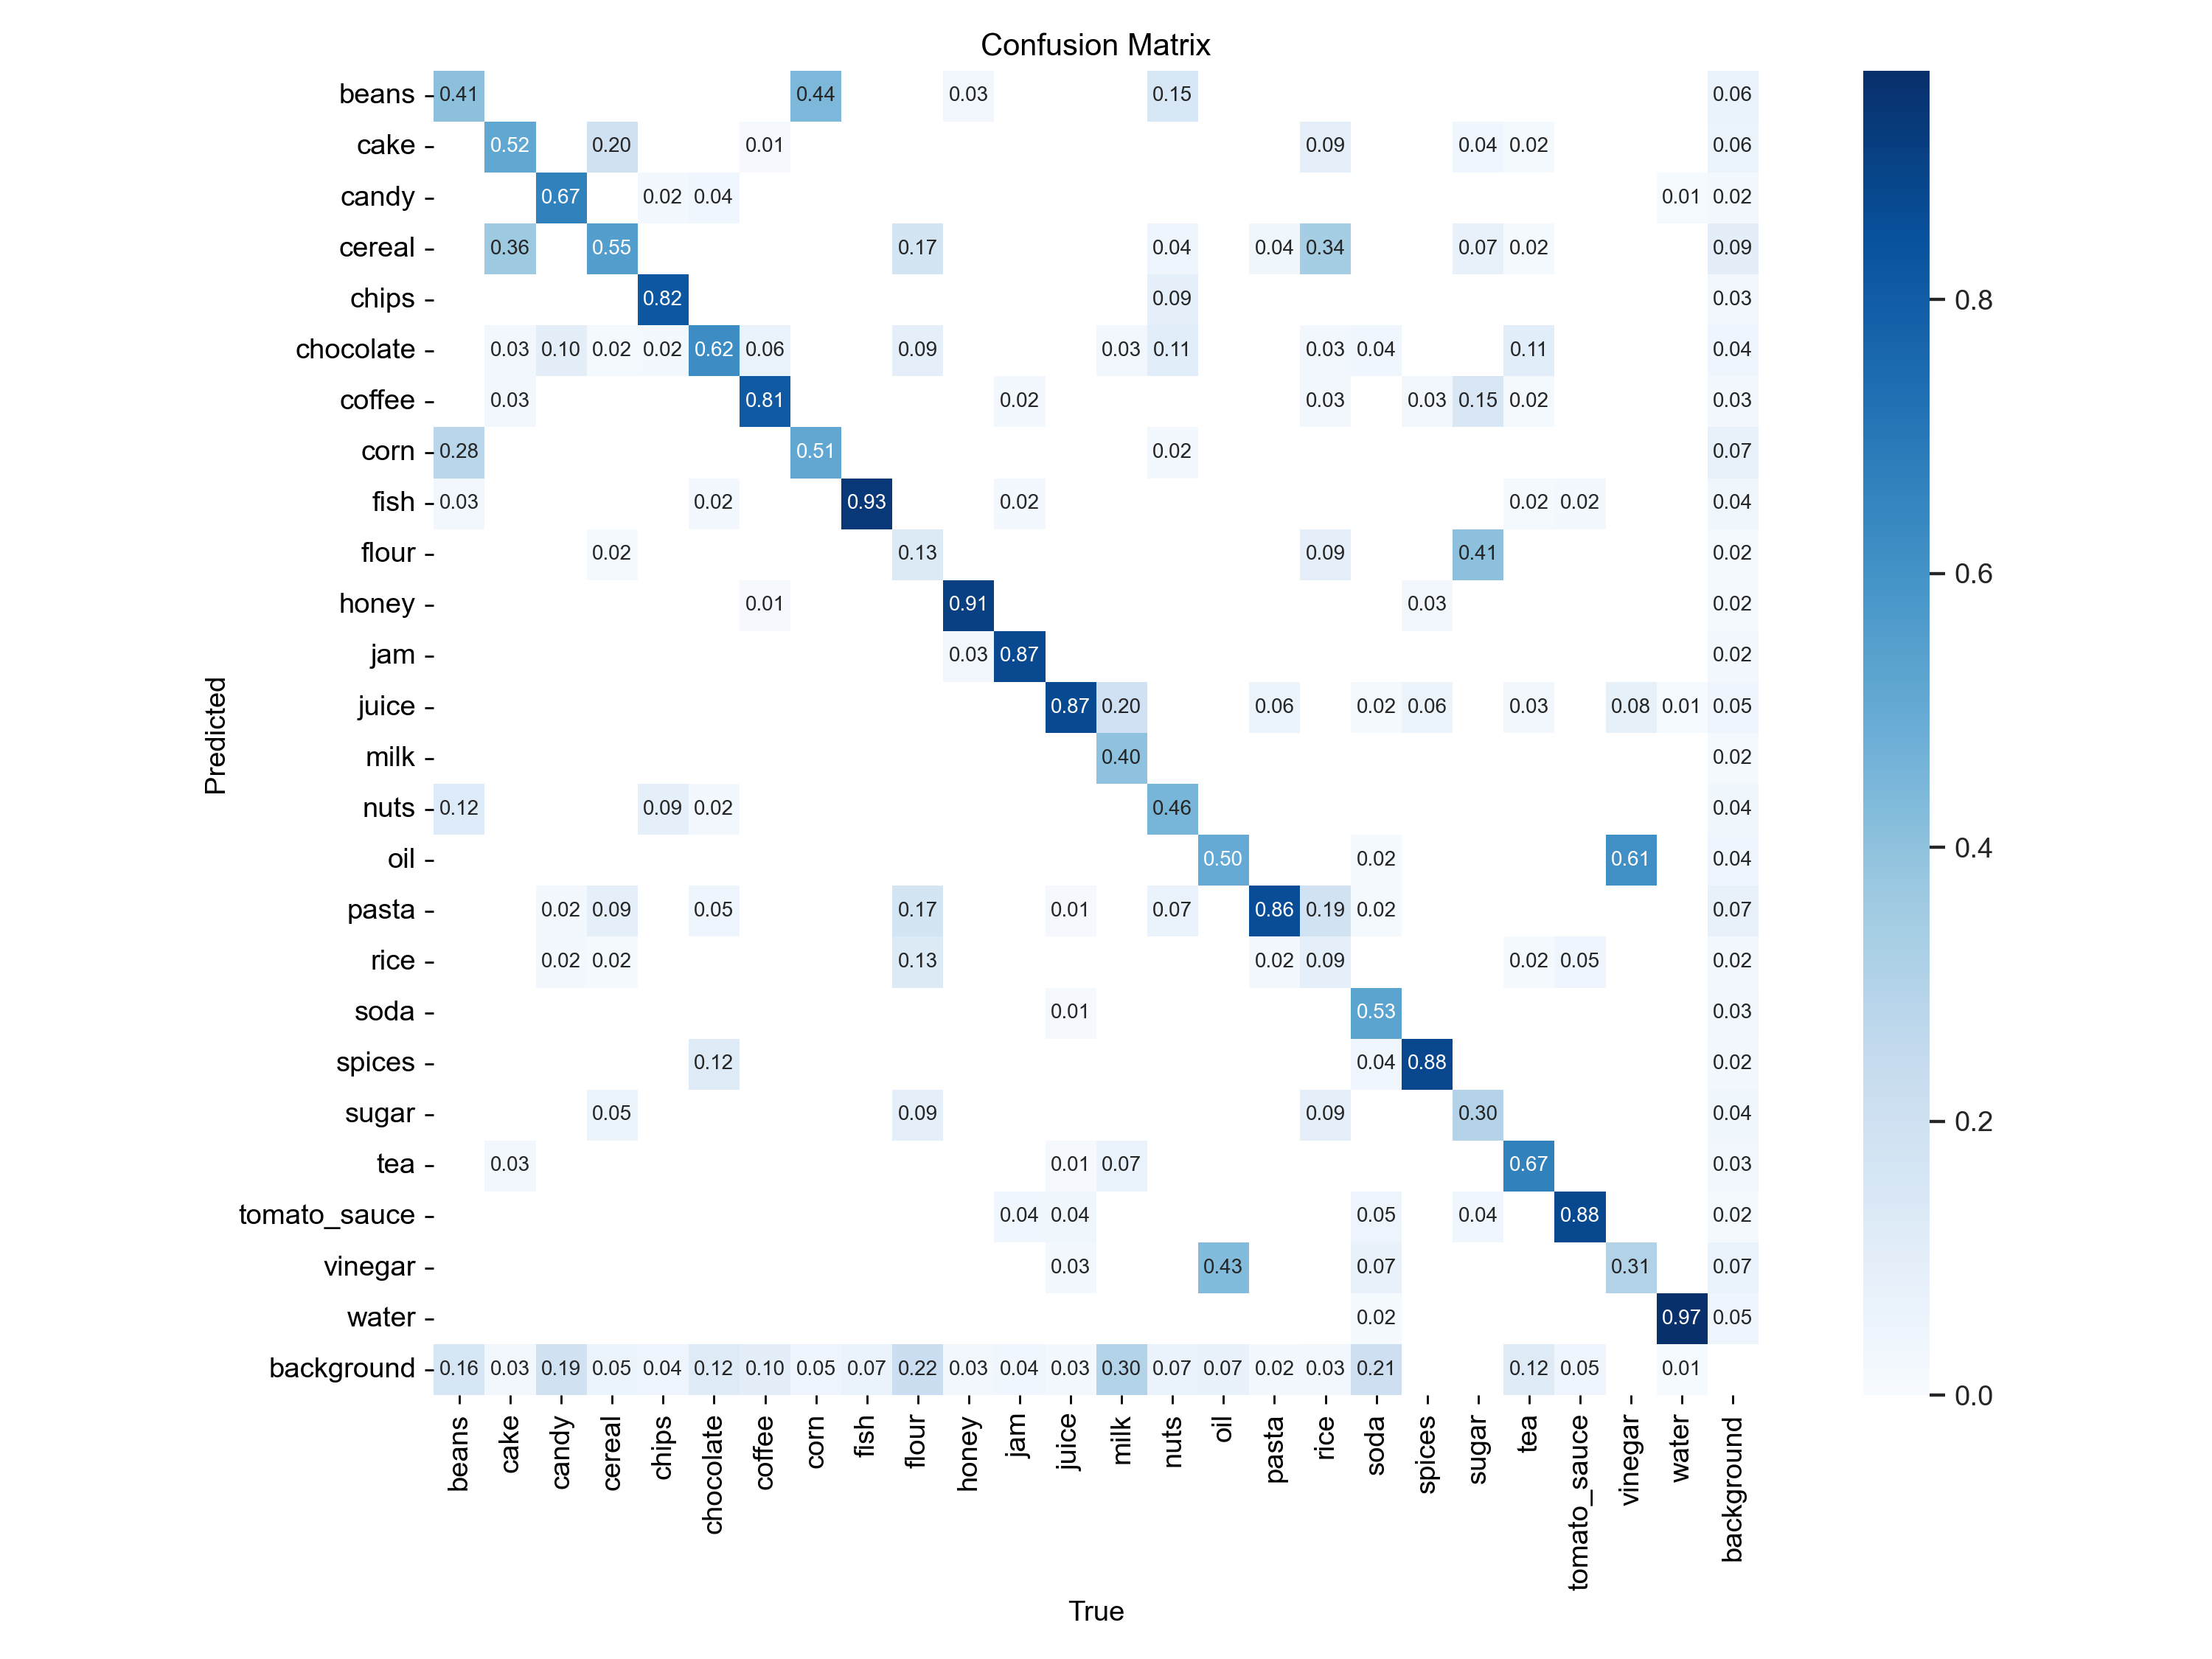 Confusion Matrix
beans 0.41 0.44 0.03 0.15 0.06
cake 0.52 0.20 0.01 0.09 0.04 0.02 0.06
candy 0.67 0.02 0.04 0.01 0.02
cereal 0.36 0.55 0.17 0.04 0.04 0.34 0.07 0.02 0.09
chips 0.82 0.09 0.03
0.8
chocolate 0.03 0.10 0.02 0.02 0.62 0.06 0.09 0.03 0.11 0.03 0.04 0.11 0.04
coffee 0.03 0.81 0.02 0.03 0.03 0.15 0.02 0.03
corn 0.28 0.51 0.02 0.07
fish 0.03 0.02 0.93 0.02 0.02 0.02 0.04
flour 0.02 0.13 0.09 0.41 0.02
0.6
honey 0.01 0.91 0.03 0.02
jam 0.03 0.87 0.02
Predicted
juice 0.87 0.20 0.06 0.02 0.06 0.03 0.08 0.01 0.05
milk 0.40 0.02
nuts 0.12 0.09 0.02 0.46 0.04
oil 0.50 0.02 0.61 0.04
0.4
pasta 0.02 0.09 0.05 0.17 0.01 0.07 0.86 0.19 0.02 0.07
rice 0.02 0.02 0.13 0.02 0.09 0.02 0.05 0.02
soda 0.01 0.53 0.03
spices 0.12 0.04 0.88 0.02
sugar 0.05 0.09 0.09 0.30 0.04
0.2
tea 0.03 0.01 0.07 0.67 0.03
tomato_sauce 0.04 0.04 0.05 0.04 0.88 0.02
vinegar 0.03 0.43 0.07 0.31 0.07
water 0.02 0.97 0.05
background 0.16 0.03 0.19 0.05 0.04 0.12 0.10 0.05 0.07 0.22 0.03 0.04 0.03 0.30 0.07 0.07 0.02 0.03 0.21 0.12 0.05 0.01
0.0
beans cake candy cereal chips chocolate coffee corn fish flour honey jam juice milk nuts oil pasta rice soda spices sugar tea tomato_sauce vinegar water background
True